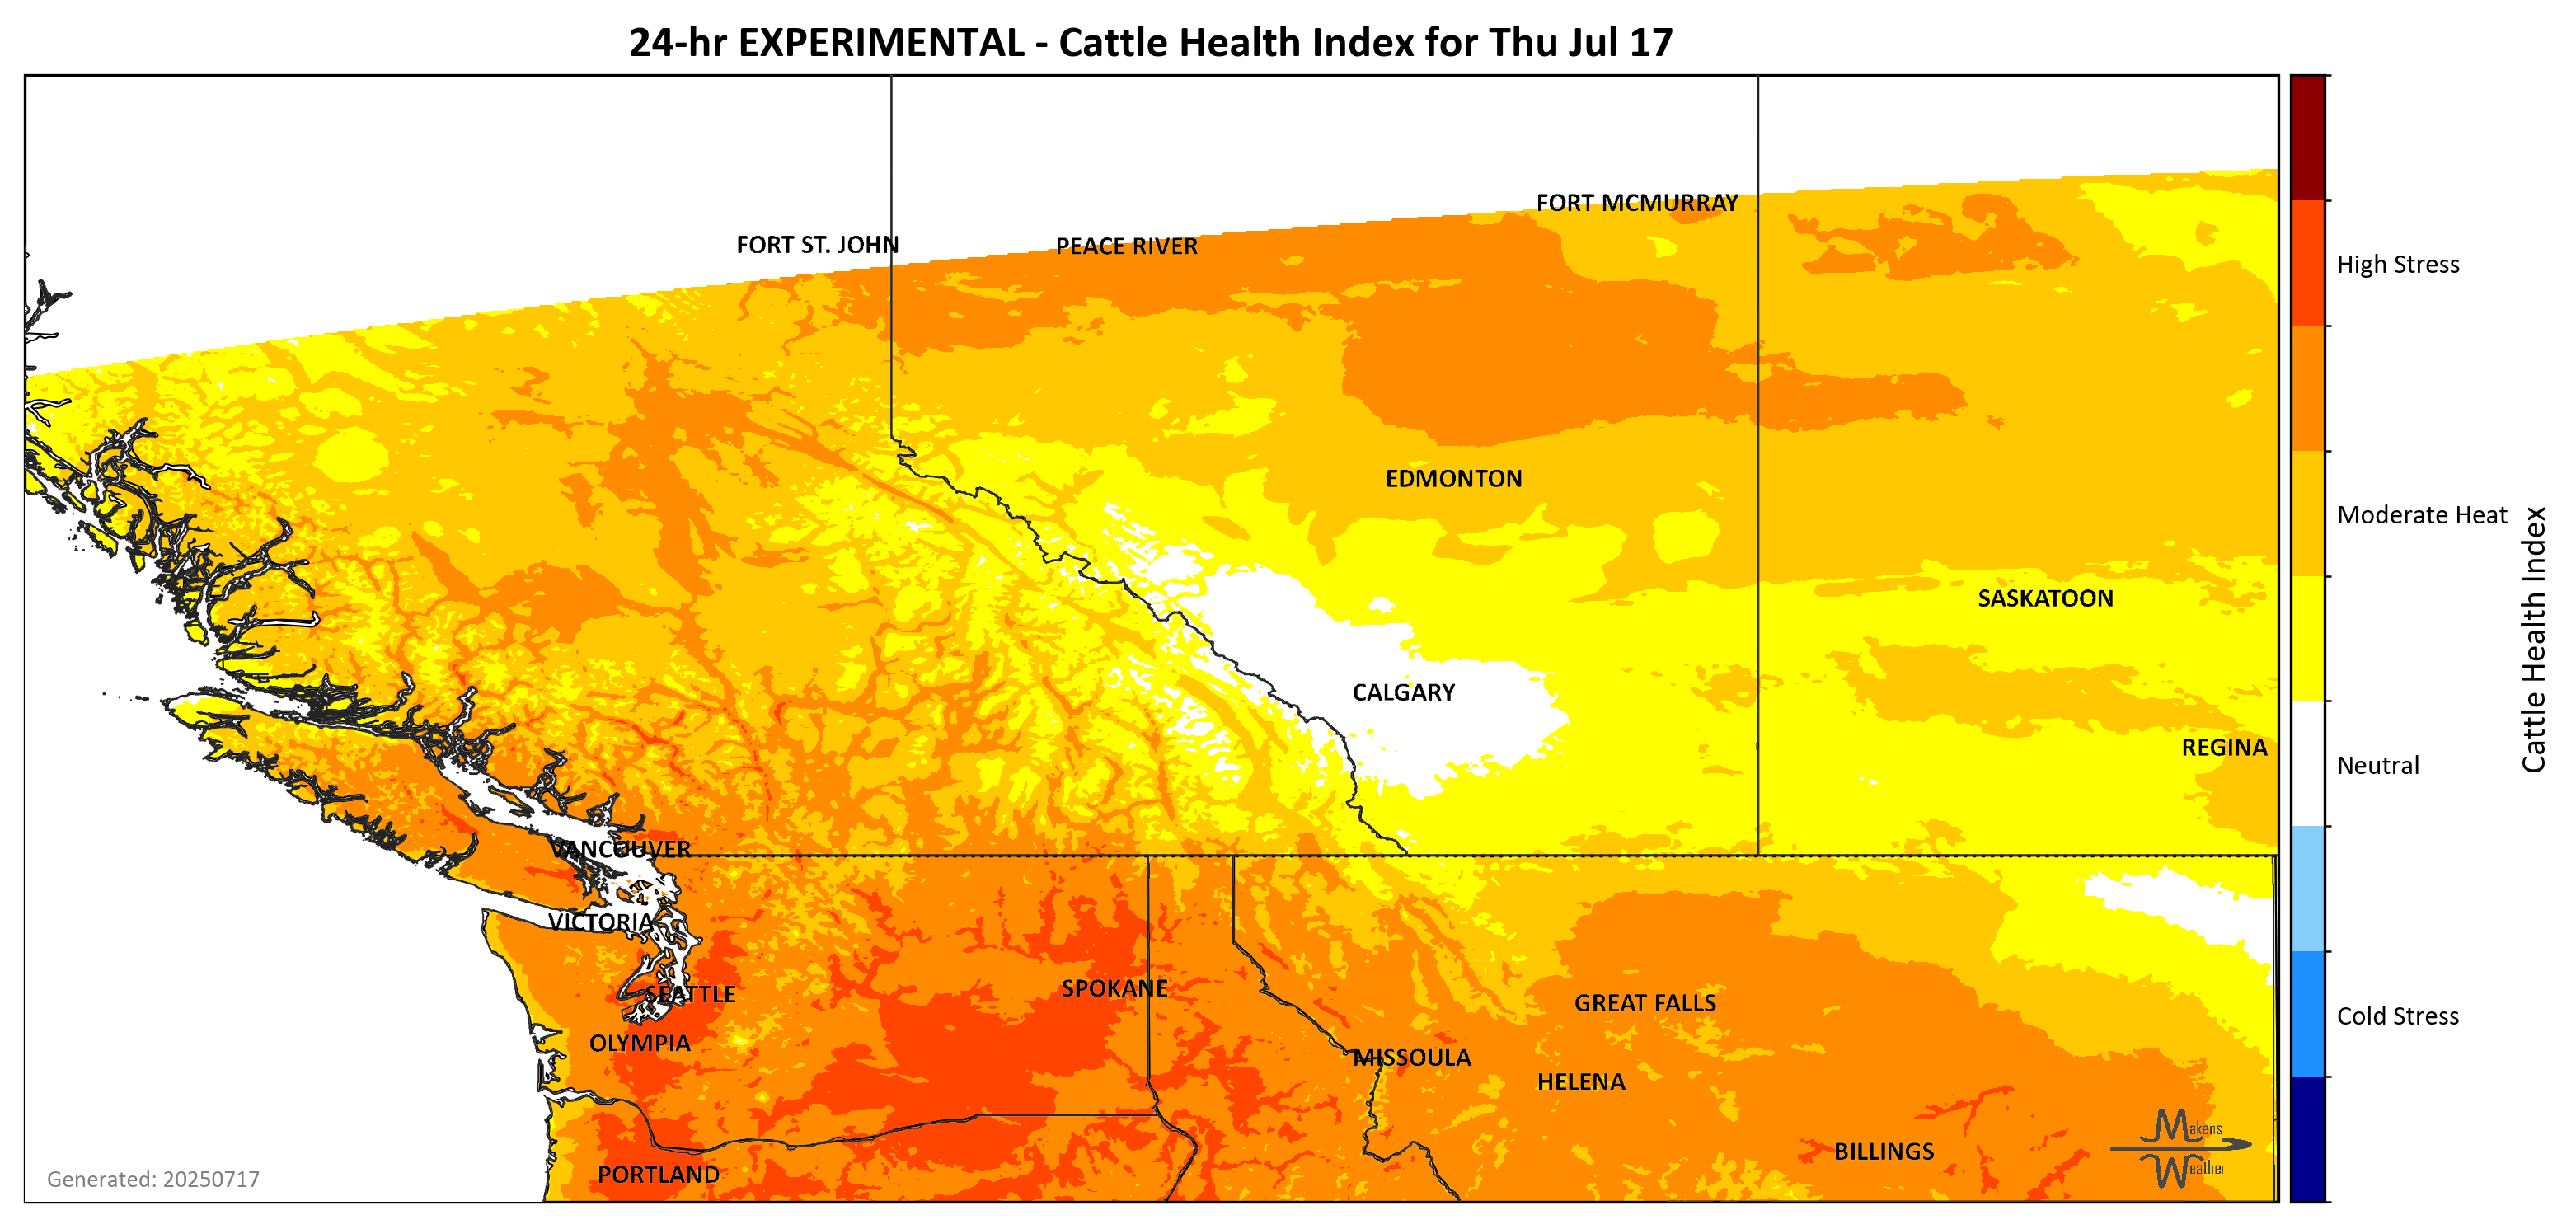 24-hr EXPERIMENTAL - Cattle Health Index for Thu Jul 17
FORT MCMURRAY
FORT ST. JOHN
PEACE RIVER
High Stress
EDMONTON
Moderate Heat
SASKATOON
CALGARY
REGINA
Neutral
Cattle Health Index
VANCOUVER
VICTORIA
SEATTLE
SPOKANE
GREAT FALLS
Cold Stress
OLYMPIA
MISSOULA
HELENA
BILLINGS
Makens
Weather
PORTLAND
Generated: 20250717